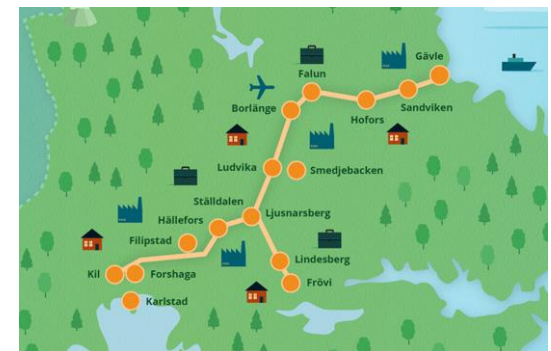 Gävle
Falun
Borlänge
Sandviken
Hofors
Ludvika
Smedjebacken
Ställdalen
Ljusnarsberg
Hällefors
Filipstad
Lindesberg
Kil
Forshaga
Frövi
Karlstad